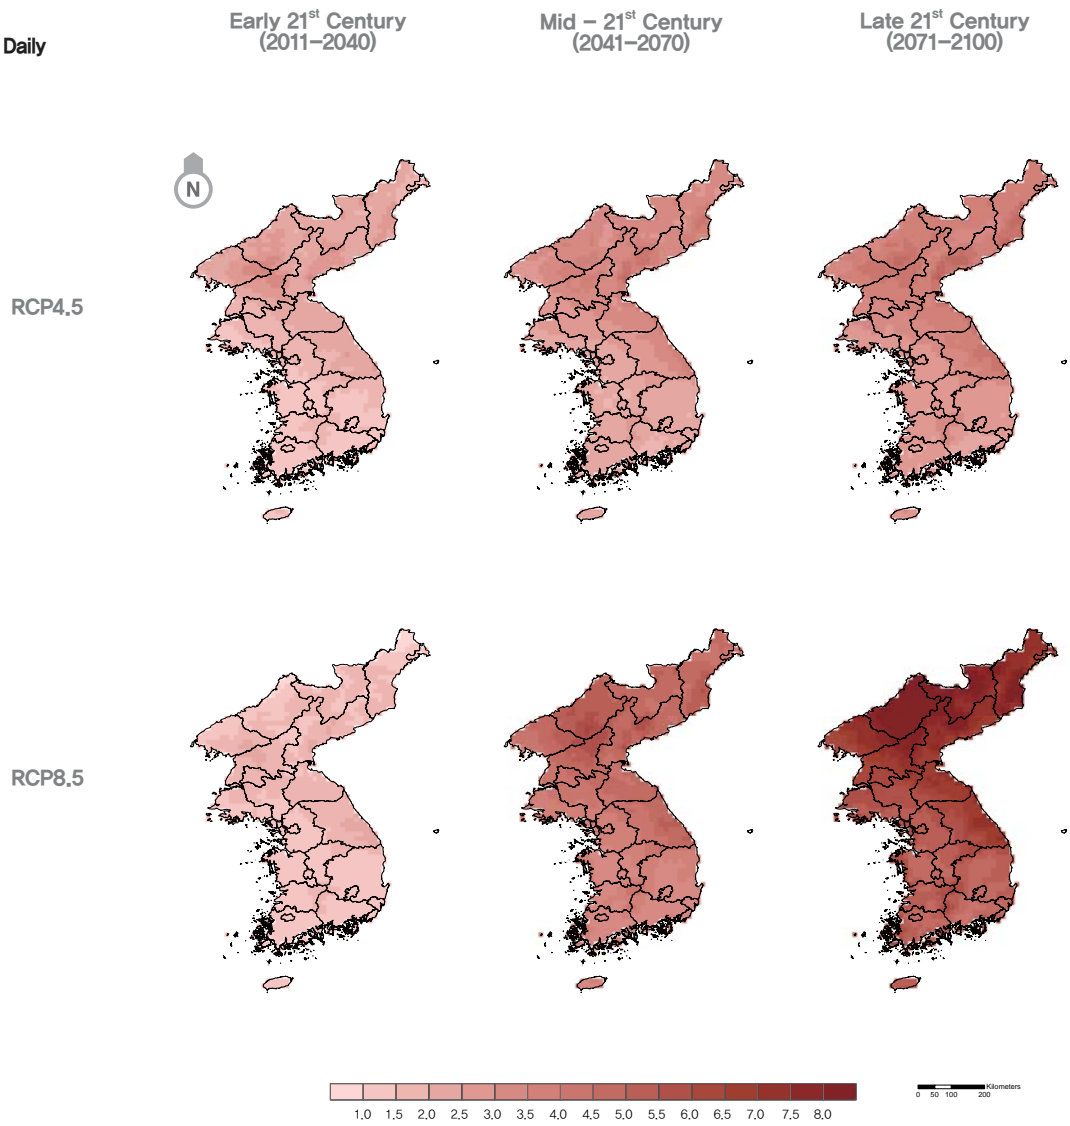 Early 21st Century
(2011–2040)
Mid – 21st Century
(2041–2070)
Late 21st Century
(2071–2100)
Daily
N
RCP4.5
RCP8.5
1.0 1.5 2.0 2.5 3.0 3.5 4.0 4.5 5.0 5.5 6.0 6.5 7.0 7.5 8.0
Kilometers
0 50 100 200